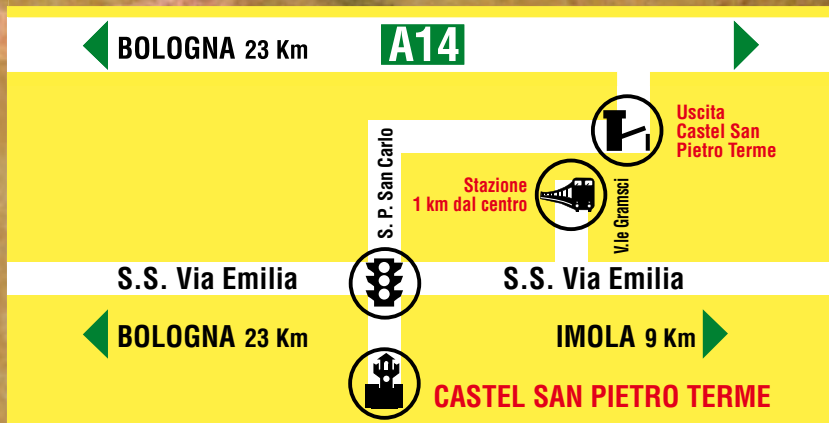 BOLOGNA 23 Km
A14
Uscita
Castel San
Pietro Terme
S. P. San Carlo
Stazione
1 km dal centro
V.le Gramsci
S.S. Via Emilia
S.S. Via Emilia
BOLOGNA 23 Km
IMOLA 9 Km
CASTEL SAN PIETRO TERME